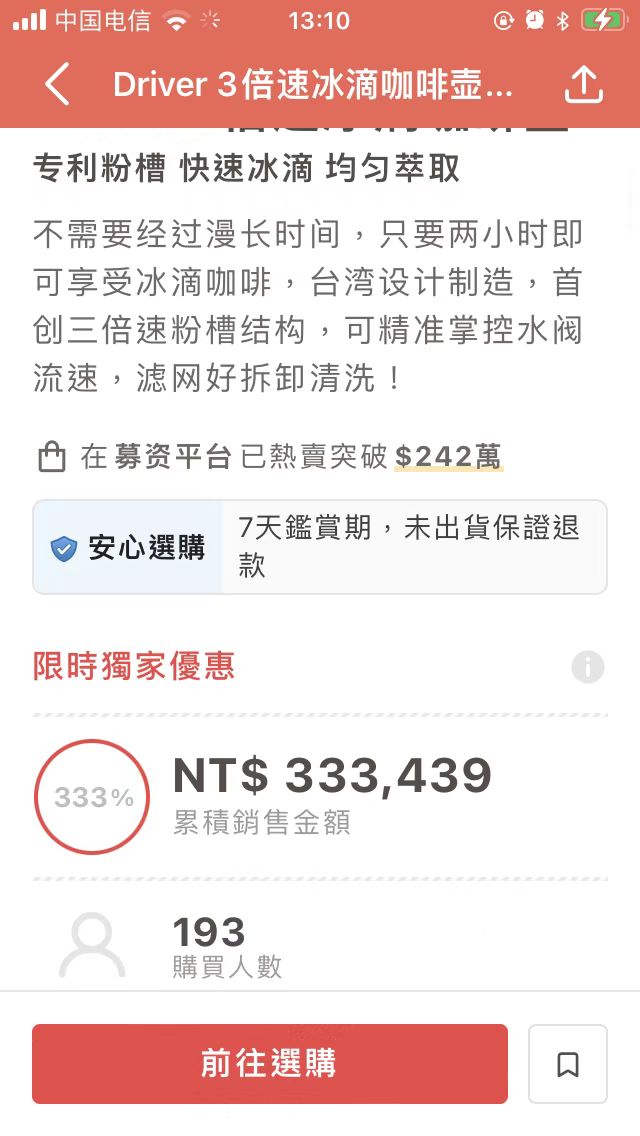 中国电信
13:10
Driver 3倍速冰滴咖啡壶...
专利粉槽 快速冰滴 均匀萃取
不需要经过漫长时间，只要两小时即
可享受冰滴咖啡，台湾设计制造，首
创三倍速粉槽结构，可精准掌控水阀
流速，滤网好拆卸清洗！
在 募资平台 已熱賣突破 $242萬
安心選購
7天鑑賞期，未出貨保證退
款
限時獨家優惠
333%
NT$ 333,439
累積銷售金額
193
購買人數
前往選購